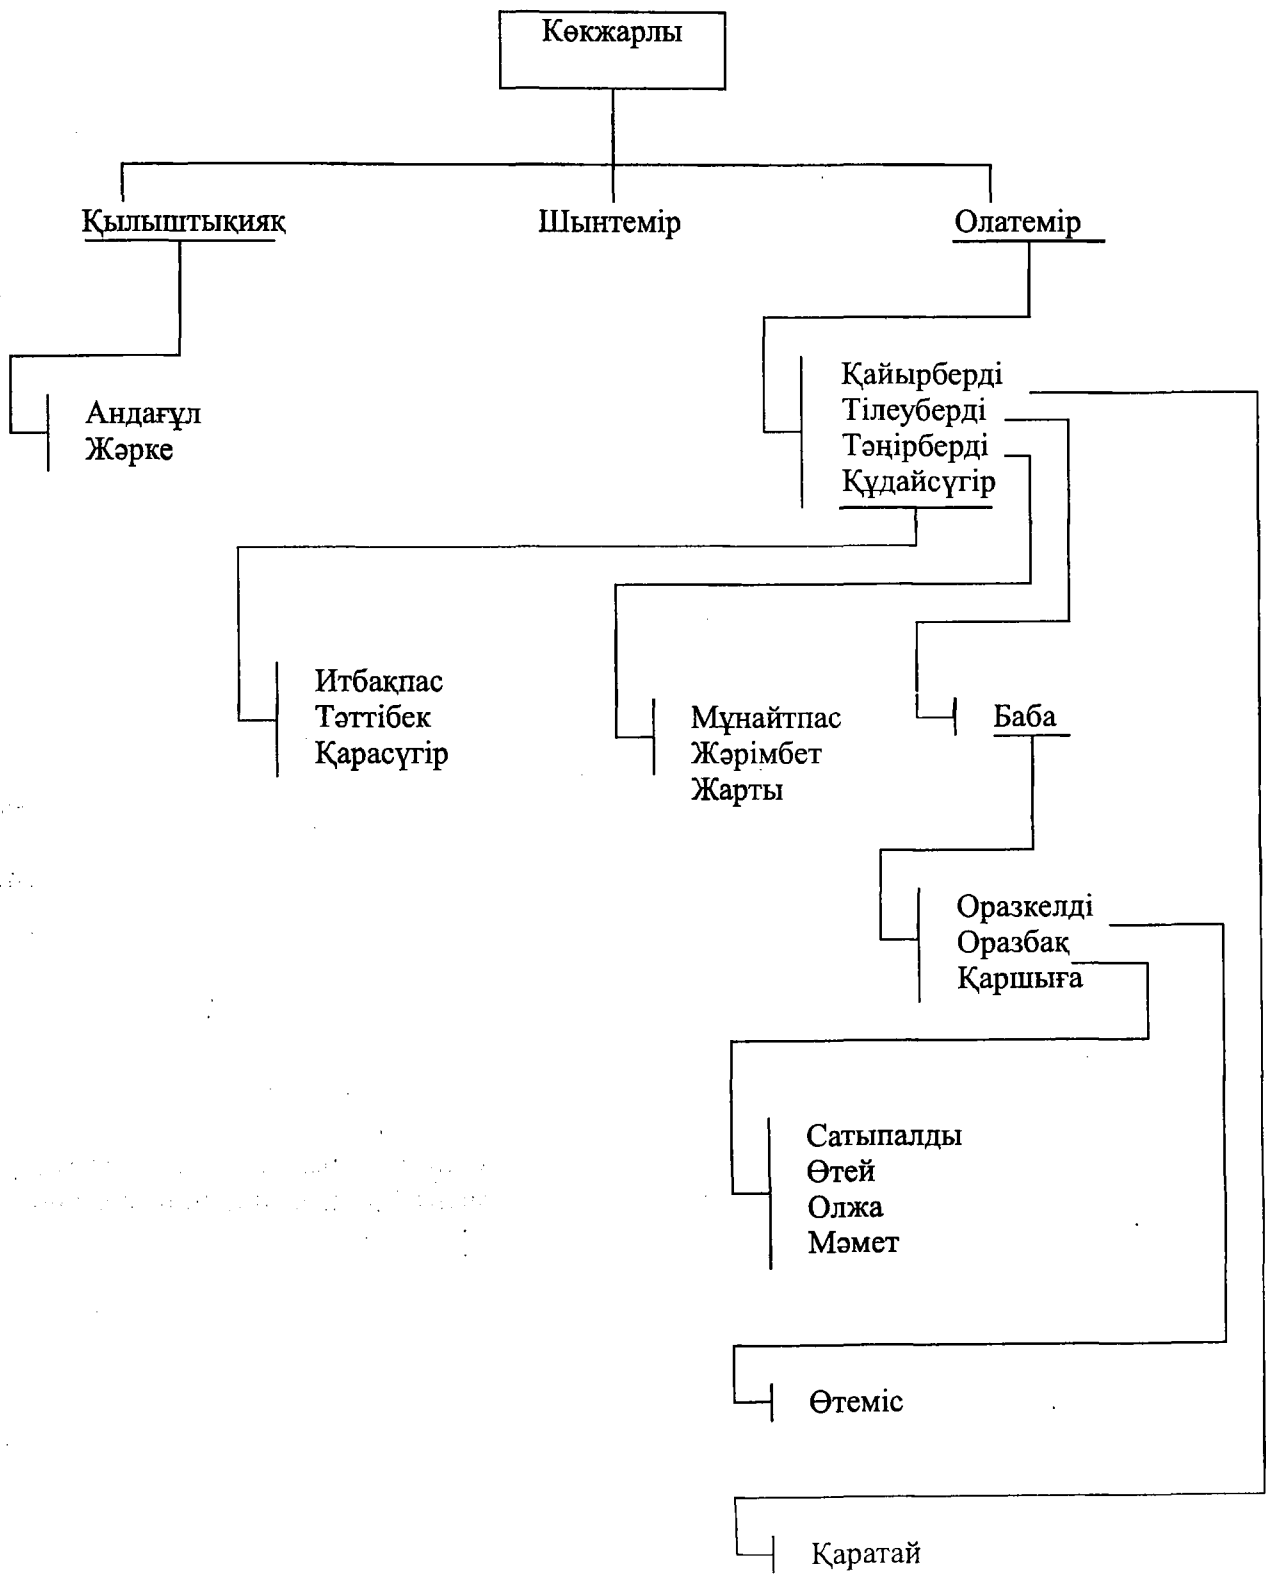 Көкжарлы
Қылыштықияқ
Шынтемір
Олатемір
Андағұл
Жәрке
Қайырберді
Тілеуберді
Тәңірберді
Құдайсүгір
Итбақпас
Тәттібек
Қарасүгір
Мұнайтпас
Жәрімбет
Жарты
Баба
Оразкелді
Оразбақ
Қаршыға
Сатыпалды
Өтей
Олжа
Мәмет
Өтеміс
Қаратай